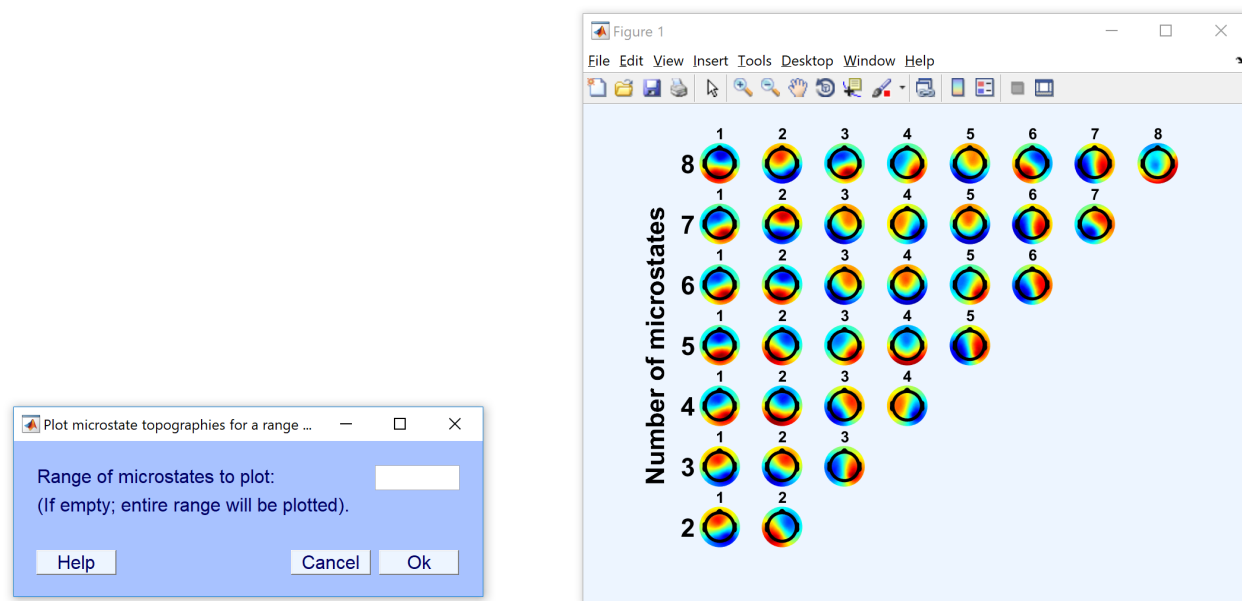 Plot microstate topographies for a range ...
Range of microstates to plot:
(If empty; entire range will be plotted).
Help Cancel Ok
Figure 1
File Edit View Insert Tools Desktop Window Help
Number of microstates
1 2 3 4 5 6 7 8
8
1 2 3 4 5 6 7
7
1 2 3 4 5 6
6
1 2 3 4 5
5
1 2 3 4
4
1 2 3
3
1 2
2